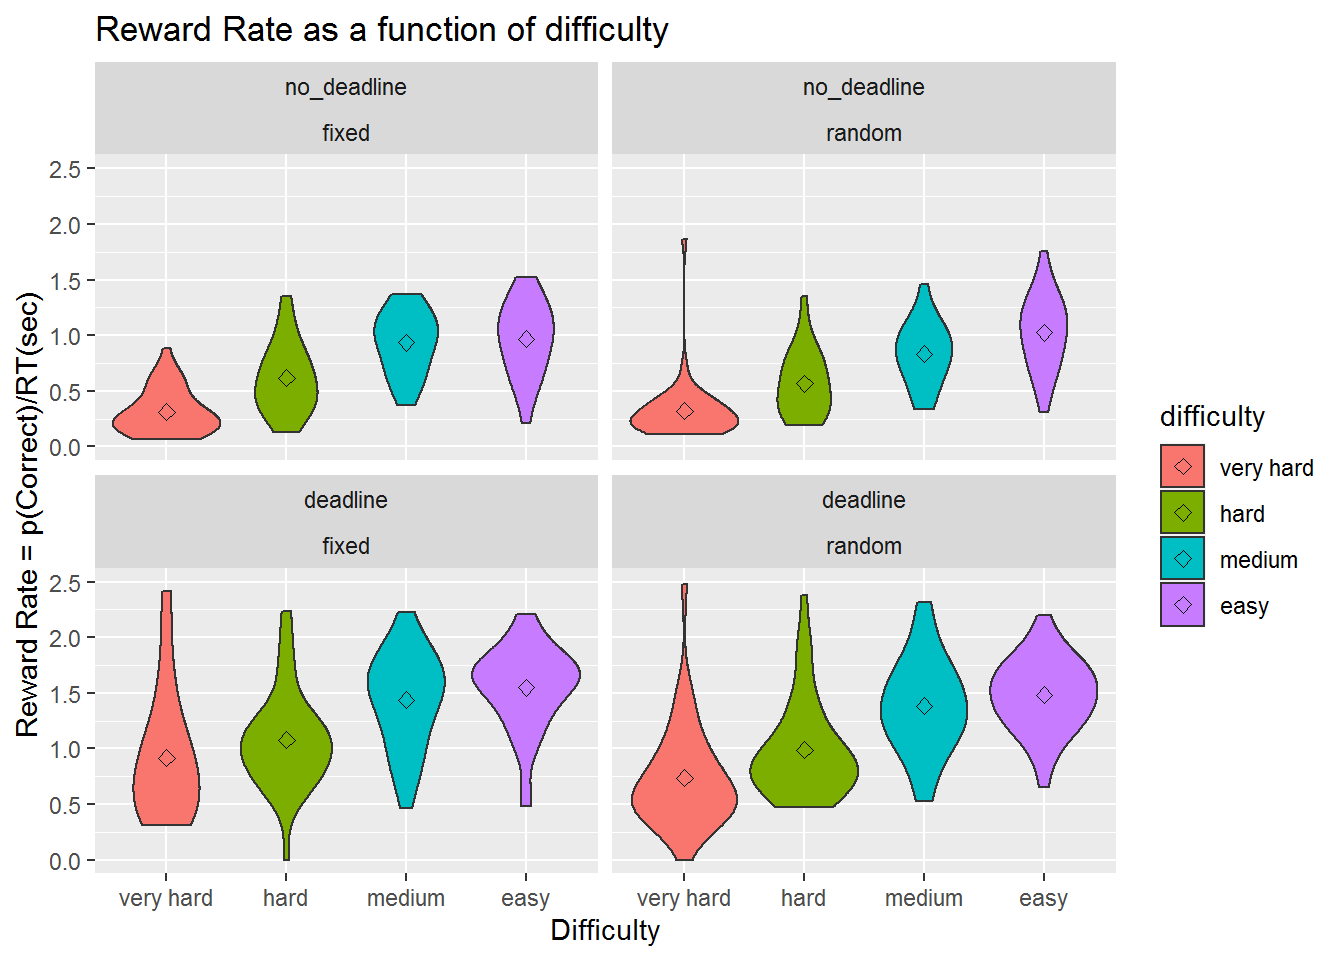 Reward Rate as a function of difficulty
no_deadline
fixed
no_deadline
random
2.5
2.0
1.5
1.0
0.5
0.0
deadline
fixed
deadline
random
2.5
2.0
1.5
1.0
0.5
0.0
very hard
hard
medium
easy
very hard
hard
medium
easy
Difficulty
Reward Rate = p(Correct)/RT(sec)
difficulty
very hard
hard
medium
easy